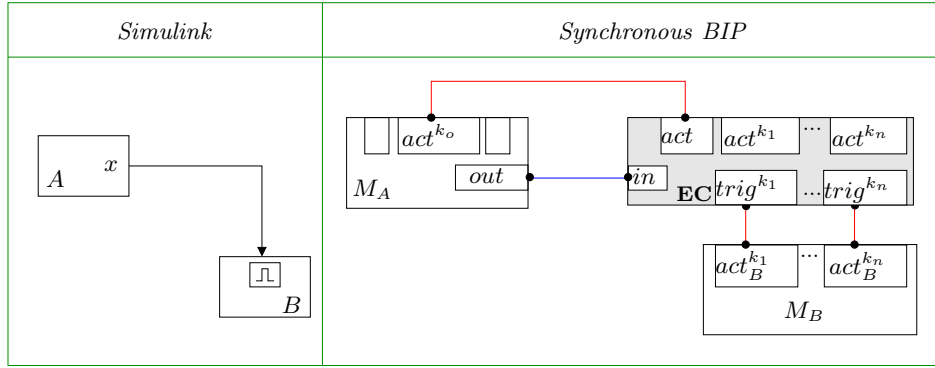 Simulink
Synchronous BIP
A
x
B
act^{k_o}
out
M_A
act
act^{k_1}
...
act^{k_n}
in
EC
trig^{k_1}
...
trig^{k_n}
act_B^{k_1}
...
act_B^{k_n}
M_B